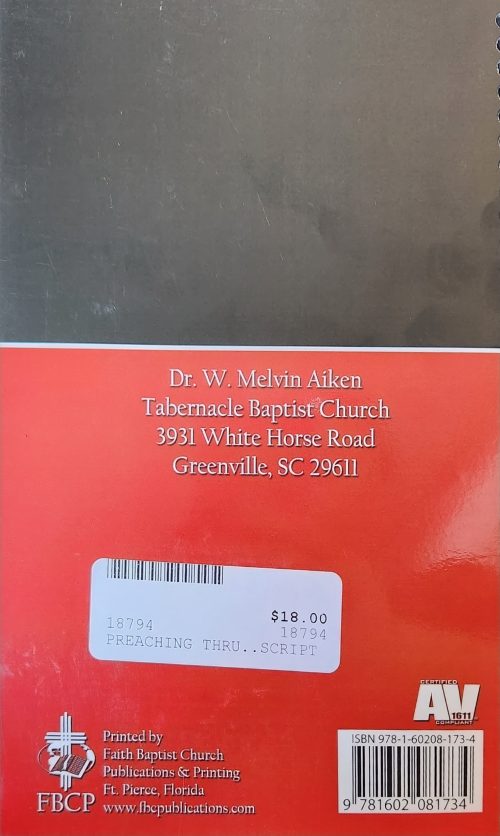 Dr. W. Melvin Aiken
Tabernacle Baptist Church
3931 White Horse Road
Greenville, SC 29611
$18.00
18794
18794
PREACHING THRU..SCRIPT
CERTIFIED
AV
1611
COMPLIANT
Printed by
Faith Baptist Church
Publications & Printing
Ft. Pierce, Florida
www.fbcpublications.com
FBCP
ISBN 978-1-60208-173-4
9 781602 081734